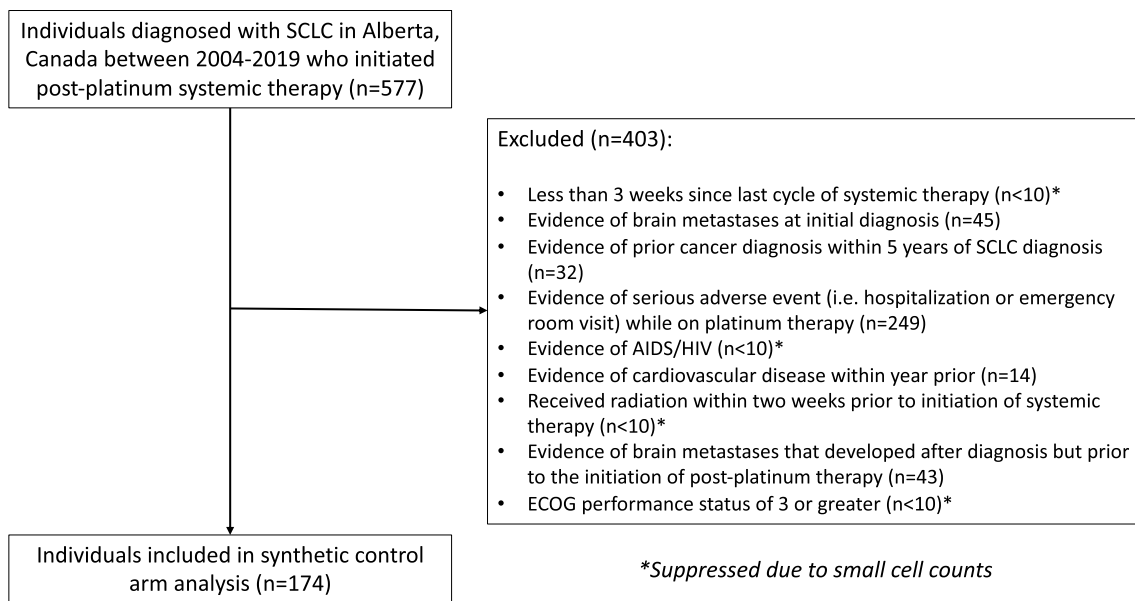 Individuals diagnosed with SCLC in Alberta,
Canada between 2004-2019 who initiated
post-platinum systemic therapy (n=577)
Excluded (n=403):
• Less than 3 weeks since last cycle of systemic therapy (n<10)*
• Evidence of brain metastases at initial diagnosis (n=45)
• Evidence of prior cancer diagnosis within 5 years of SCLC diagnosis
(n=32)
• Evidence of serious adverse event (i.e. hospitalization or emergency
room visit) while on platinum therapy (n=249)
• Evidence of AIDS/HIV (n<10)*
• Evidence of cardiovascular disease within year prior (n=14)
• Received radiation within two weeks prior to initiation of systemic
therapy (n<10)*
• Evidence of brain metastases that developed after diagnosis but prior
to the initiation of post-platinum therapy (n=43)
• ECOG performance status of 3 or greater (n<10)*
Individuals included in synthetic control
arm analysis (n=174)
*Suppressed due to small cell counts